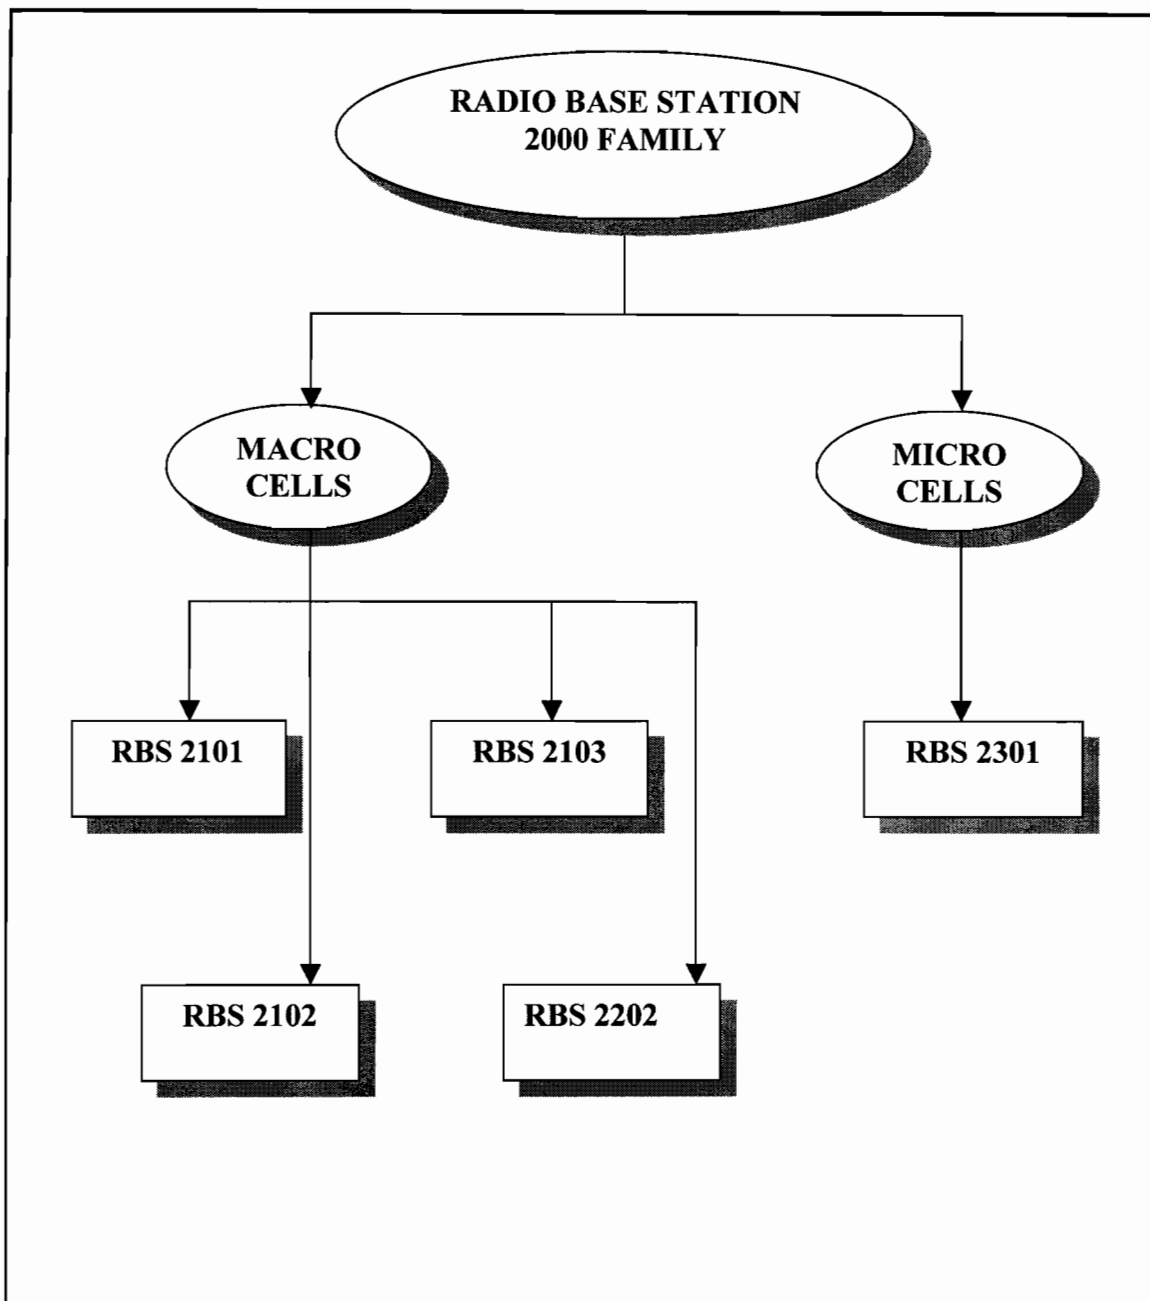 RADIO BASE STATION
2000 FAMILY
MACRO
CELLS
MICRO
CELLS
RBS 2101
RBS 2103
RBS 2301
RBS 2102
RBS 2202